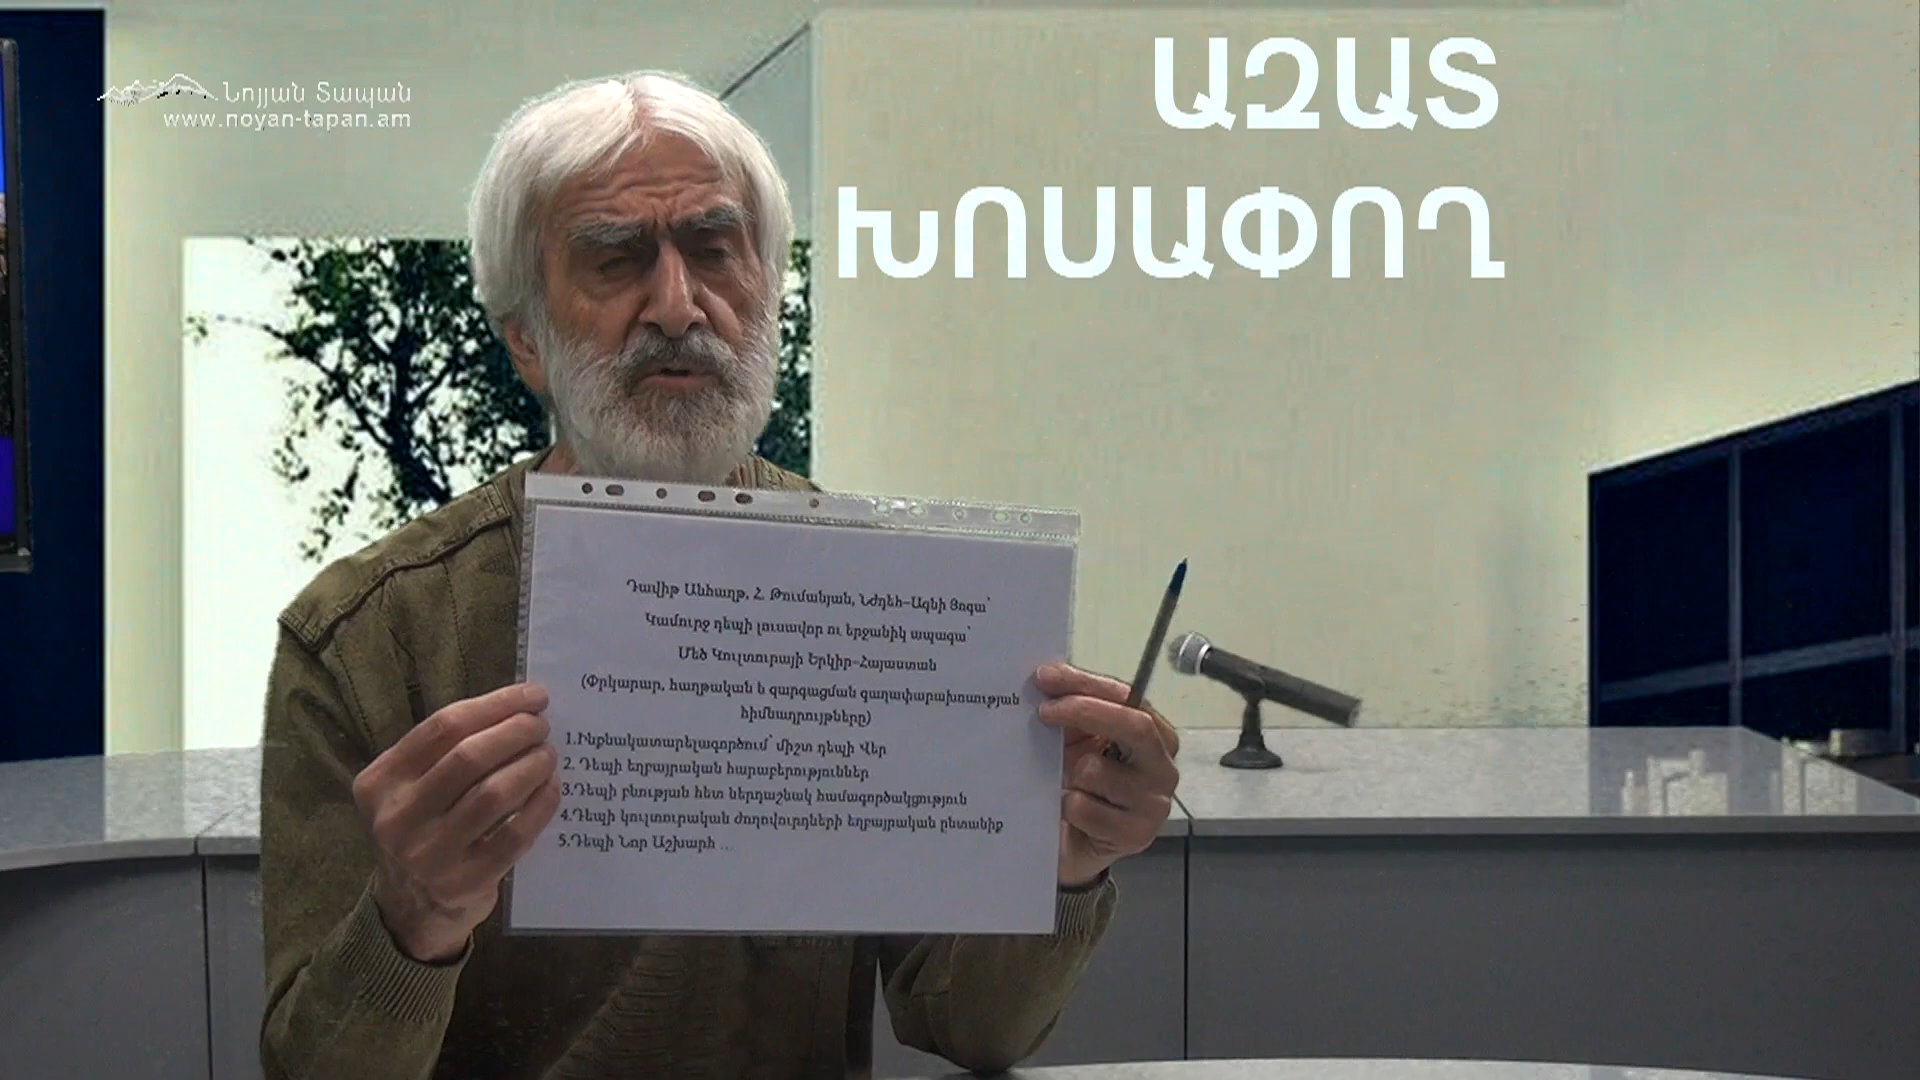 Նոյյան Տապան
www.noyan-tapan.am
ԱԶԱՏ
ԽՈՍԱՓՈՂ
Դավիթ Անհաղթ, Հ. Թումանյան, Նժդեհ–Ագնի Յոգա՝
Կամուրջ դեպի լուսավոր ու երջանիկ ապագա՝
Մեծ Կուլտուրայի Երկիր–Հայաստան
(Փրկարար, հաղթական և զարգացման գաղափարախոսության
հիմնադրույթները)
1.Ինքնակատարելագործում՝ միշտ դեպի Վեր
2. Դեպի եղբայրական հարաբերություններ
3.Դեպի բնության հետ ներդաշնակ համագործակցություն
4.Դեպի կուլտուրական ժողովուրդների եղբայրական ընտանիք
5.Դեպի Նոր Աշխարհ ...